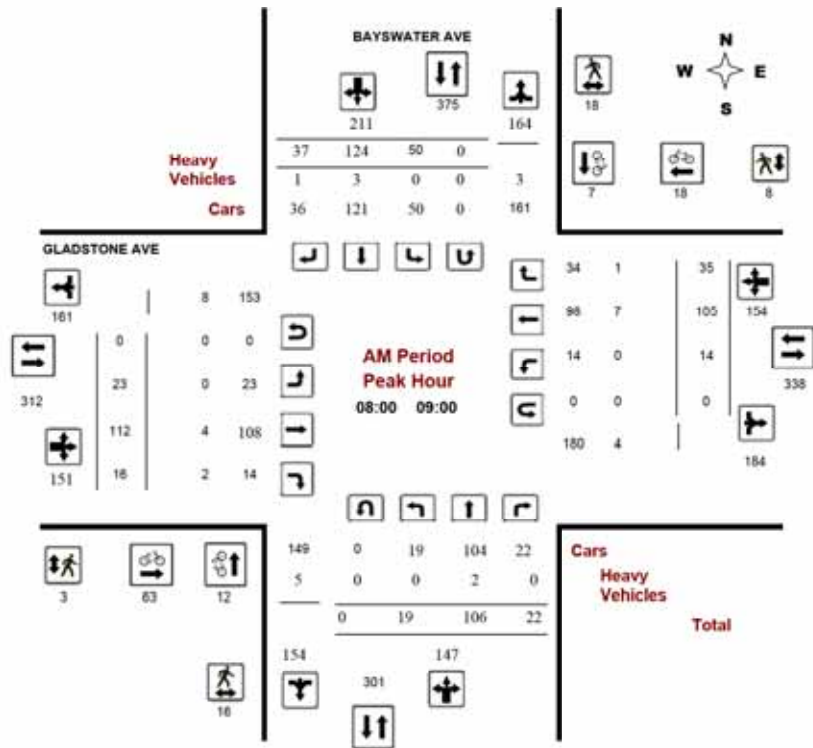 BAYSWATER AVE
N
W E
S
375
18
211 164
37 124 50 0
Heavy
Vehicles
1 3 0 0 3
7 18 8
Cars
36 121 50 0 161
GLADSTONE AVE
34 1 35
8 153
161
98 7 105 154
0 0 0
AM Period
Peak Hour
14 0 14
312
23 0 23
338
08:00 09:00
0 0 0
112 4 108
180 4
151
184
16 2 14
149 0 19 104 22
Cars
5 0 0 2 0
Heavy
Vehicles
3 63 12
0 19 106 22
Total
154 147
301
16